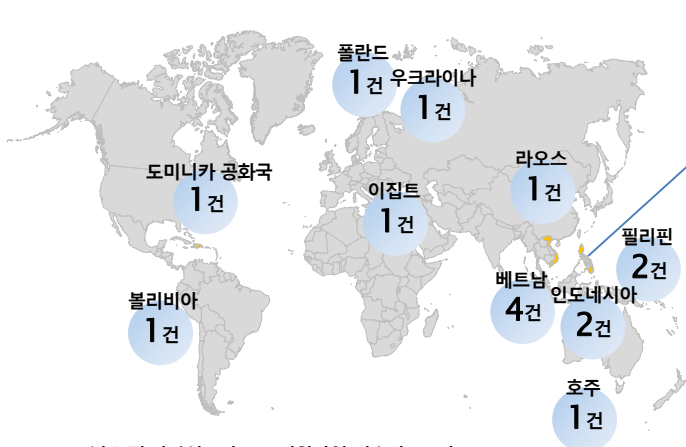 폴란드
1건
우크라이나
1건
도미니카 공화국
1건
이집트
1건
라오스
1건
필리핀
2건
베트남
4건
인도네시아
2건
볼리비아
1건
호주
1건